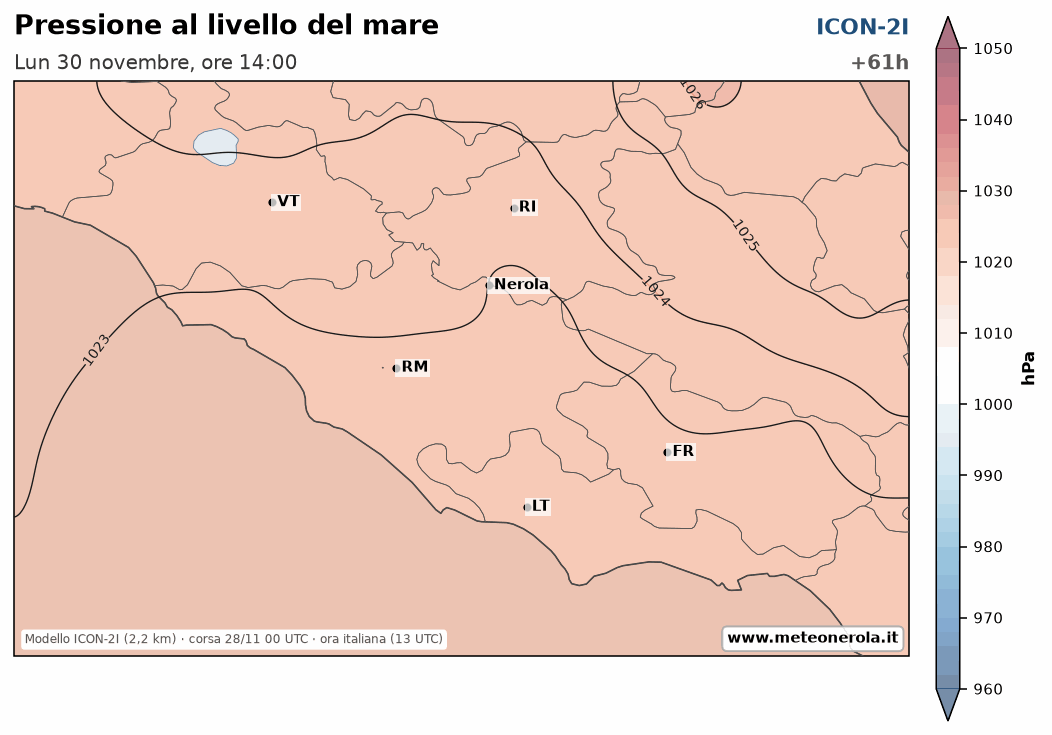 Pressione al livello del mare
ICON-2I
Lun 30 novembre, ore 14:00
+61h
1026
VT
RI
1025
Nerola
1024
1023
RM
FR
LT
Modello ICON-2I (2,2 km) · corsa 28/11 00 UTC · ora italiana (13 UTC)
www.meteonerola.it
1050
1040
1030
1020
1010
1000
990
980
970
960
hPa